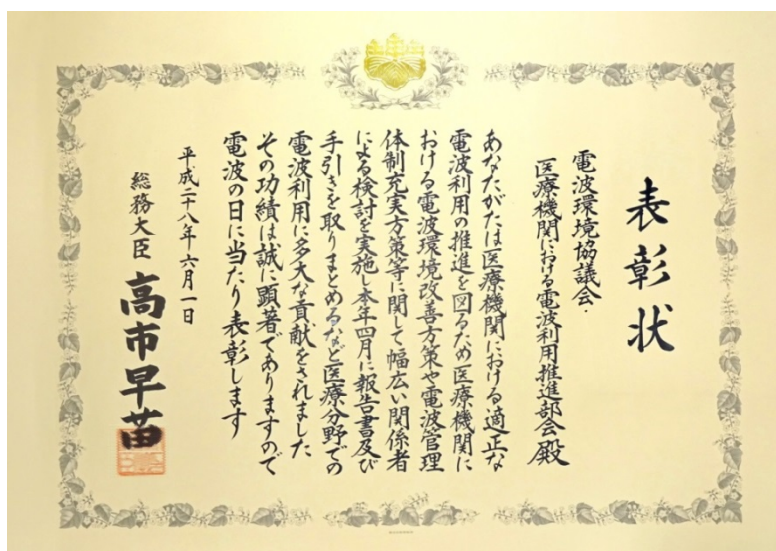 表彰状
電波環境協議会
医療機関における電波利用推進部会殿
あなたがたは医療機関における適正な
電波利用の推進を図るため医療機関に
おける電波環境改善方策や電波管理
体制充実方策等に関して幅広い関係者
による検討を実施し本年四月に報告書及び
手引きを取りまとめるなど医療分野での
電波利用に多大な貢献をされました
その功績は誠に顕著でありますので
電波の日に当たり表彰します
平成二十八年六月一日
総務大臣 高市早苗